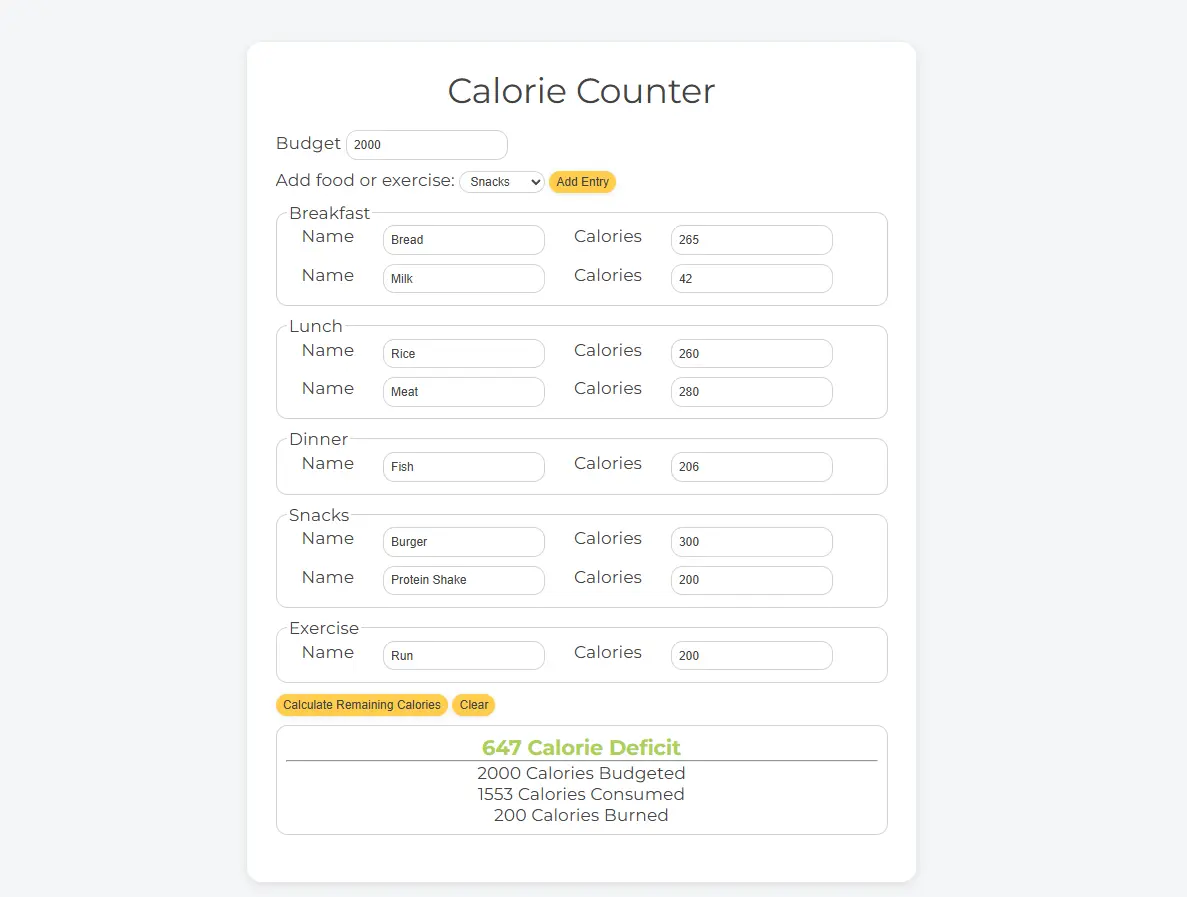 Calorie Counter
Budget 2000
Add food or exercise: Snacks Add Entry
Breakfast
Name Bread Calories 265
Name Milk Calories 42
Lunch
Name Rice Calories 260
Name Meat Calories 280
Dinner
Name Fish Calories 206
Snacks
Name Burger Calories 300
Name Protein Shake Calories 200
Exercise
Name Run Calories 200
Calculate Remaining Calories Clear
647 Calorie Deficit
2000 Calories Budgeted
1553 Calories Consumed
200 Calories Burned